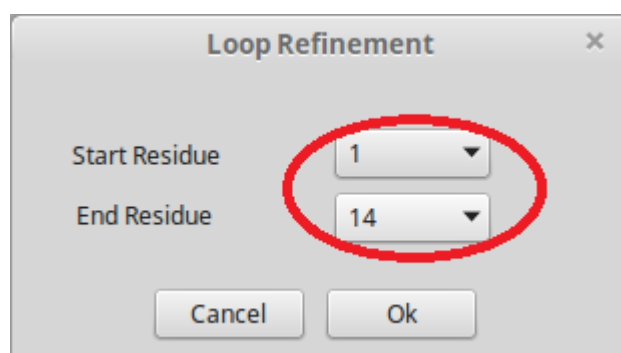 Loop Refinement ×
Start Residue 1
End Residue 14
Cancel Ok